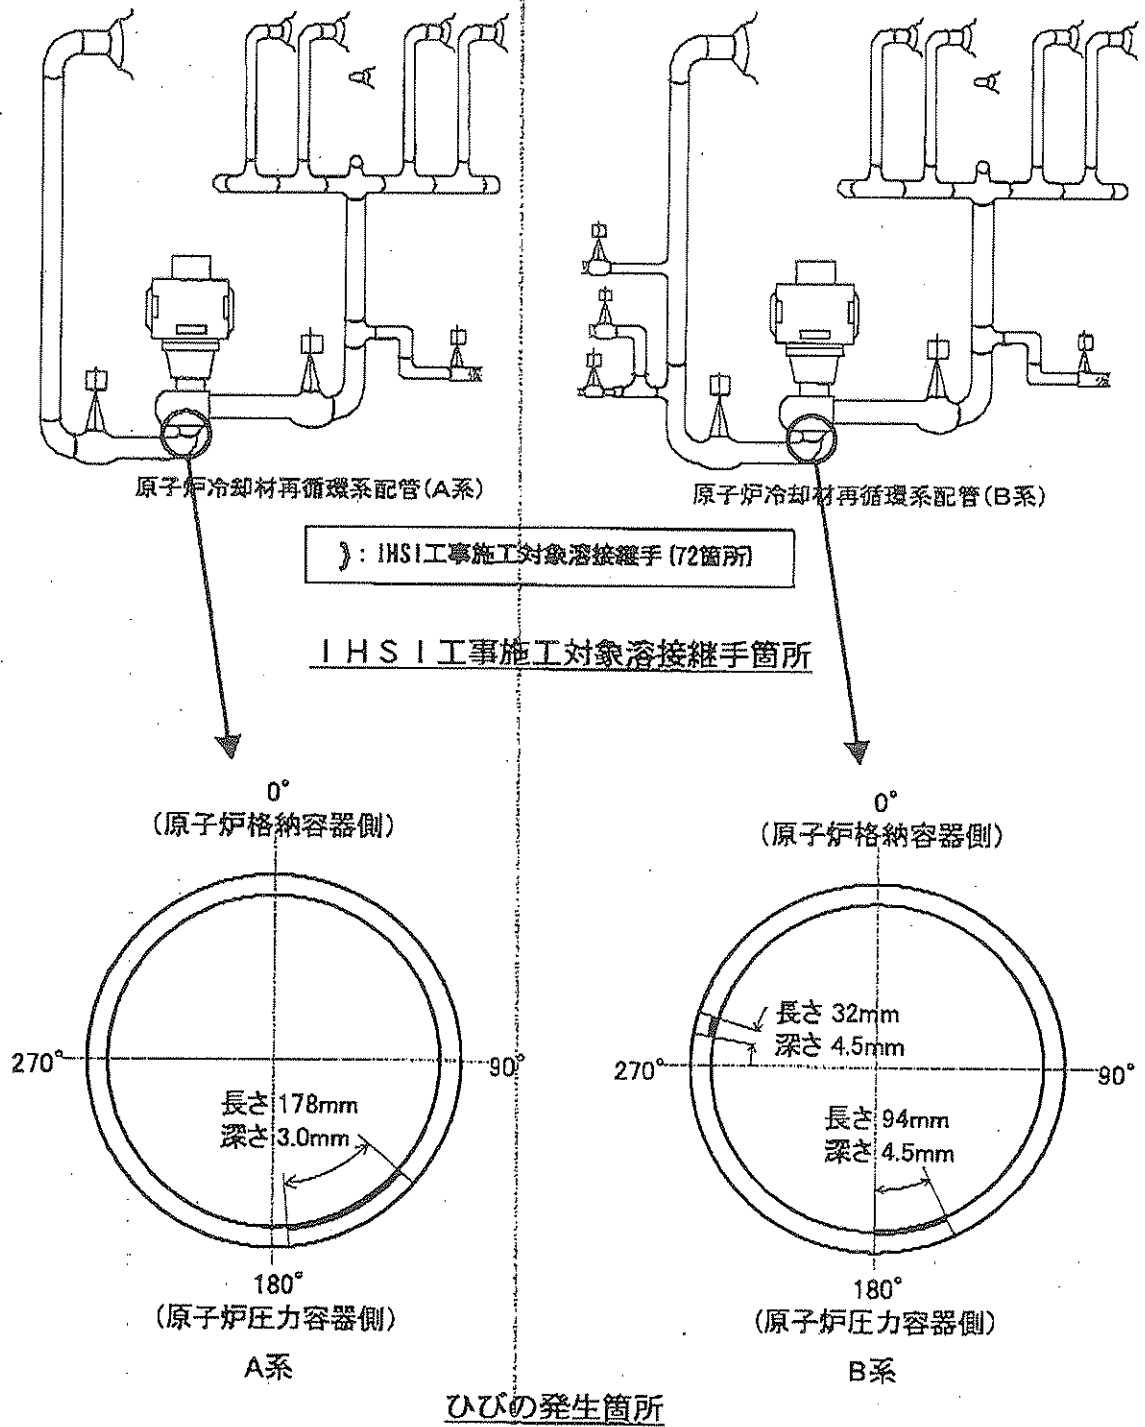 原子炉冷却材再循環系配管(A系)
原子炉冷却材再循環系配管(B系)
}: IHSI工事施工対象溶接継手(72箇所)
IHSI工事施工対象溶接継手箇所
0°
(原子炉格納容器側)
270°
90°
長さ 178mm
深さ 3.0mm
180°
(原子炉圧力容器側)
A系
0°
(原子炉格納容器側)
長さ 32mm
深さ 4.5mm
270°
90°
長さ 94mm
深さ 4.5mm
180°
(原子炉圧力容器側)
B系
ひびの発生箇所